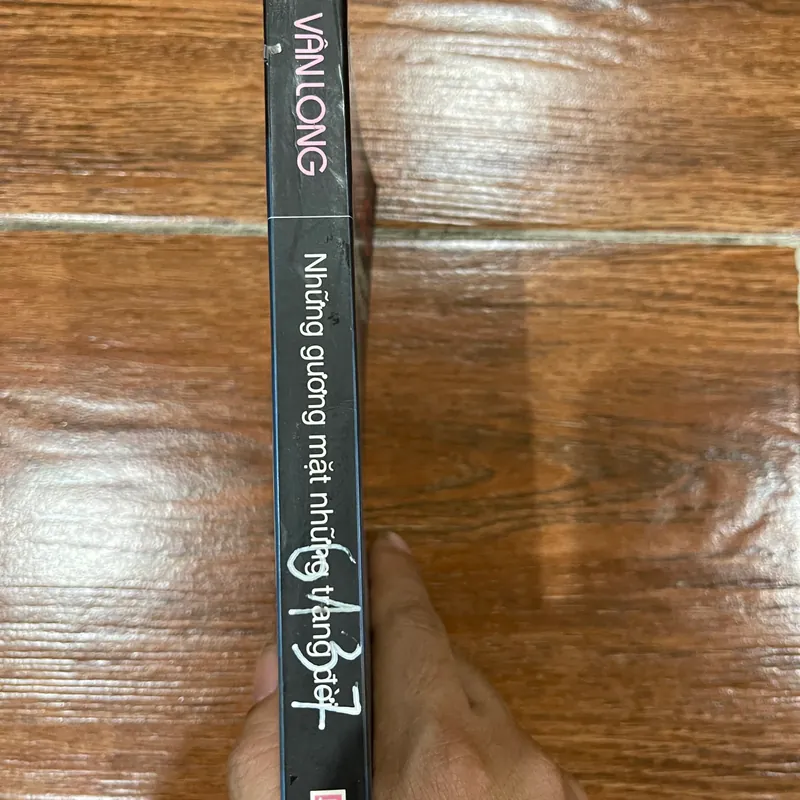 VÂN LONG
Những gương mặt những trang đời
6137